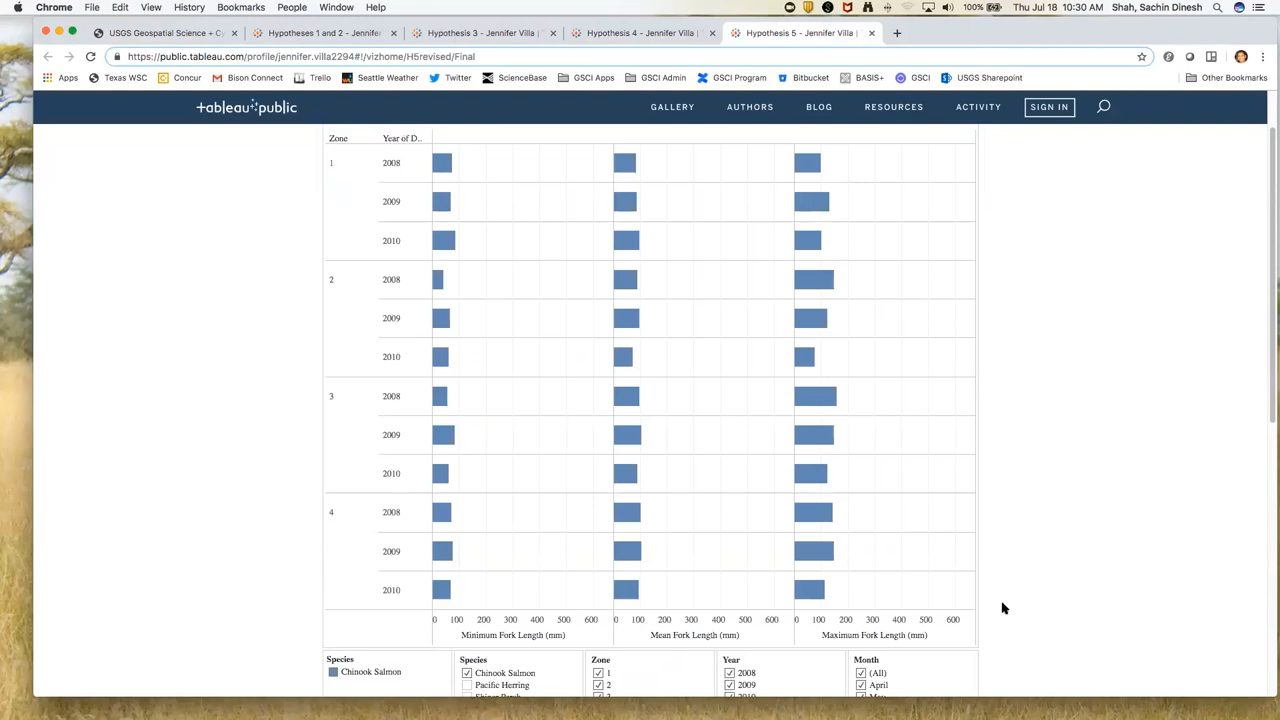 Chrome File Edit View History Bookmarks People Window Help 100% Thu Jul 18 10:30 AM Shah, Sachin Dinesh
USGS Geospatial Science + Cy Hypotheses 1 and 2 - Jennifer Hypothesis 3 - Jennifer Villa | Hypothesis 4 - Jennifer Villa | Hypothesis 5 - Jennifer Villa |
https://public.tableau.com/profile/jennifer.villa2294#!/vizhome/H5revised/Final
Apps Texas WSC Concur Bison Connect Trello Seattle Weather Twitter ScienceBase GSCI Apps GSCI Admin GSCI Program Bitbucket BASIS+ GSCI USGS Sharepoint Other Bookmarks
+ableau+public GALLERY AUTHORS BLOG RESOURCES ACTIVITY SIGN IN
Zone Year of D..
1 2008
2009
2010
2 2008
2009
2010
3 2008
2009
2010
4 2008
2009
2010
0 100 200 300 400 500 600 0 100 200 300 400 500 600 0 100 200 300 400 500 600
Minimum Fork Length (mm) Mean Fork Length (mm) Maximum Fork Length (mm)
Species Species Zone Year Month
Chinook Salmon Chinook Salmon 1 2008 (All)
Pacific Herring 2 2009 April